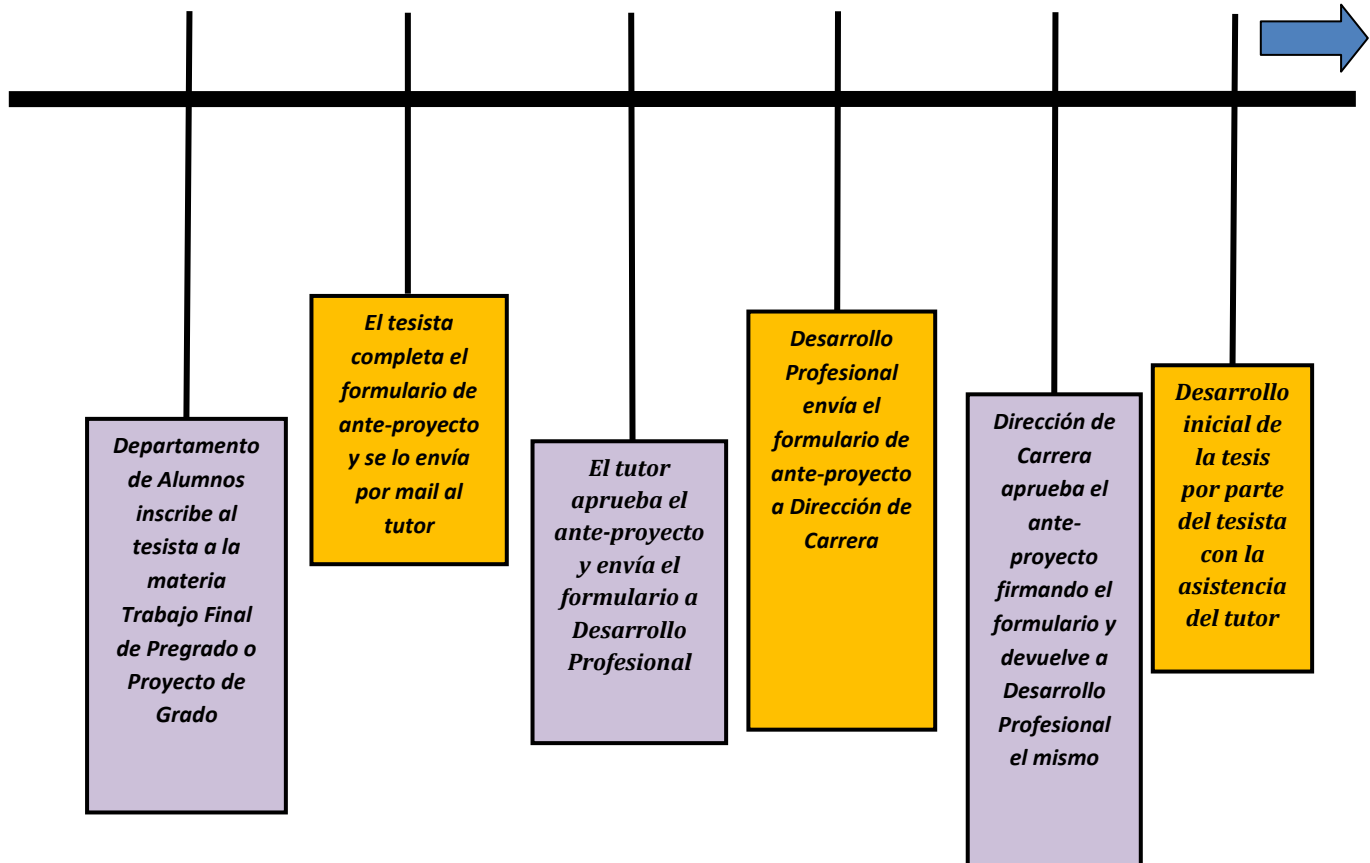 Departamento
de Alumnos
inscribe al
tesista a la
materia
Trabajo Final
de Pregrado o
Proyecto de
Grado
El tesista
completa el
formulario de
ante-proyecto
y se lo envía
por mail al
tutor
El tutor
aprueba el
ante-proyecto
y envía el
formulario a
Desarrollo
Profesional
Desarrollo
Profesional
envía el
formulario de
ante-proyecto
a Dirección de
Carrera
Dirección de
Carrera
aprueba el
ante-
proyecto
firmando el
formulario y
devuelve a
Desarrollo
Profesional
el mismo
Desarrollo
inicial de
la tesis
por parte
del tesista
con la
asistencia
del tutor